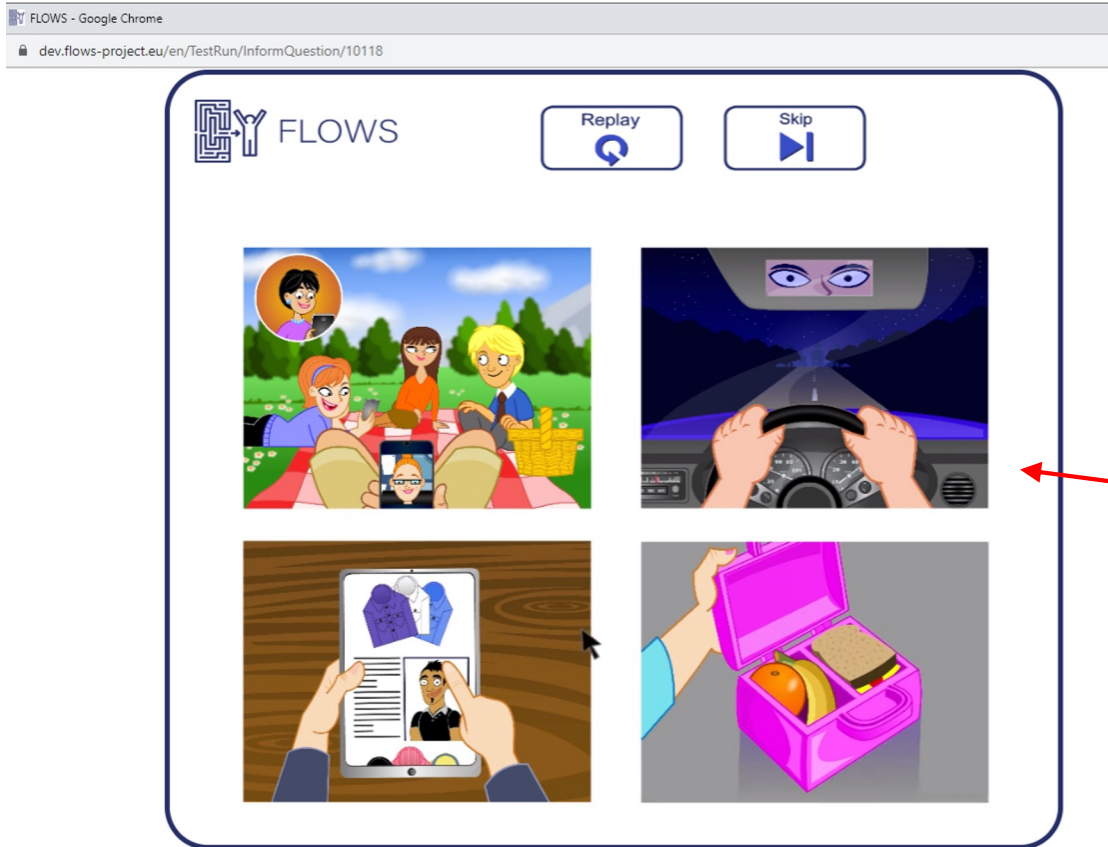 FLOWS - Google Chrome
dev.flows-project.eu/en/TestRun/InformQuestion/10118
FLOWS
Replay
Skip